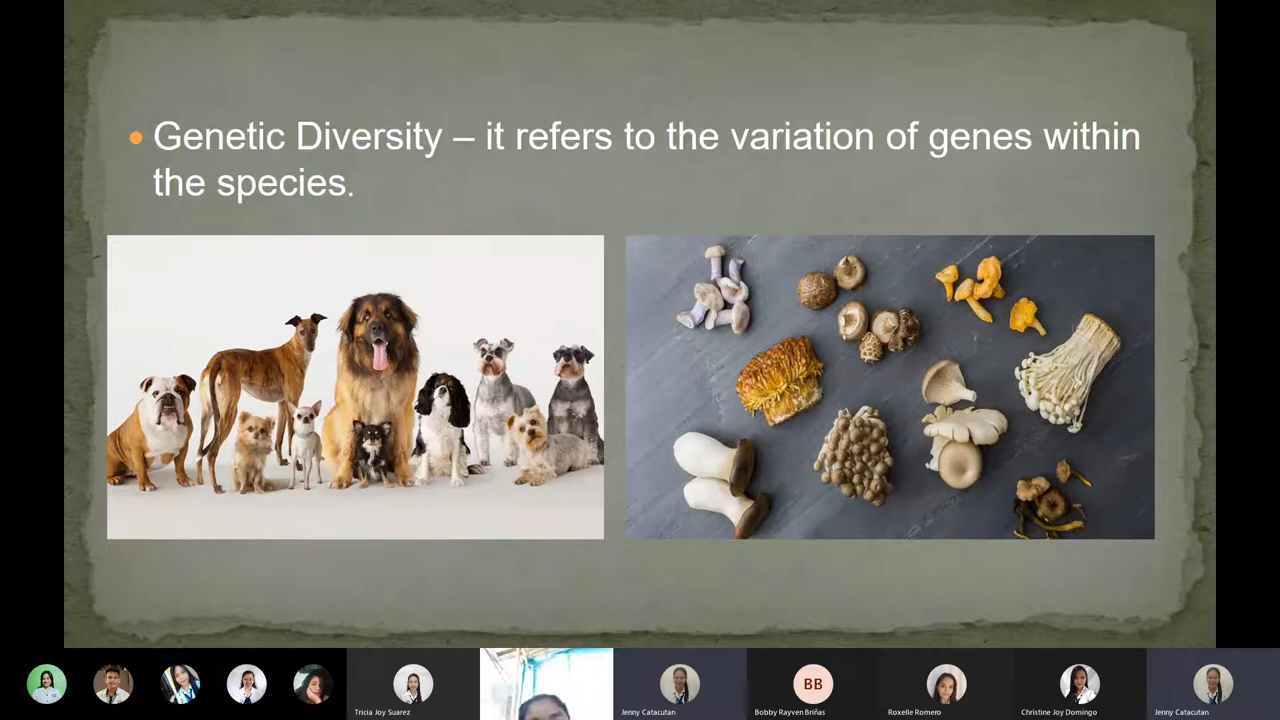 Genetic Diversity – it refers to the variation of genes within
the species.
Tricia Joy Suarez
Jenny Catacutan
BB
Bobby Rayven Briñas
Roxelle Romero
Christine Joy Domingo
Jenny Catacutan